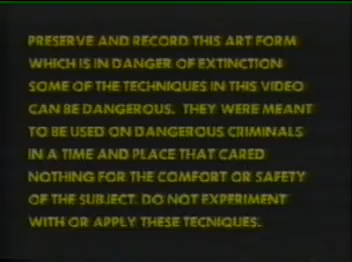 PRESERVE AND RECORD THIS ART FORM
WHICH IS IN DANGER OF EXTINCTION
SOME OF THE TECHNIQUES IN THIS VIDEO
CAN BE DANGEROUS. THEY WERE MEANT
TO BE USED ON DANGEROUS CRIMINALS
IN A TIME AND PLACE THAT CARED
NOTHING FOR THE COMFORT OR SAFETY
OF THE SUBJECT. DO NOT EXPERIMENT
WITH OR APPLY THESE TECNIQUES.